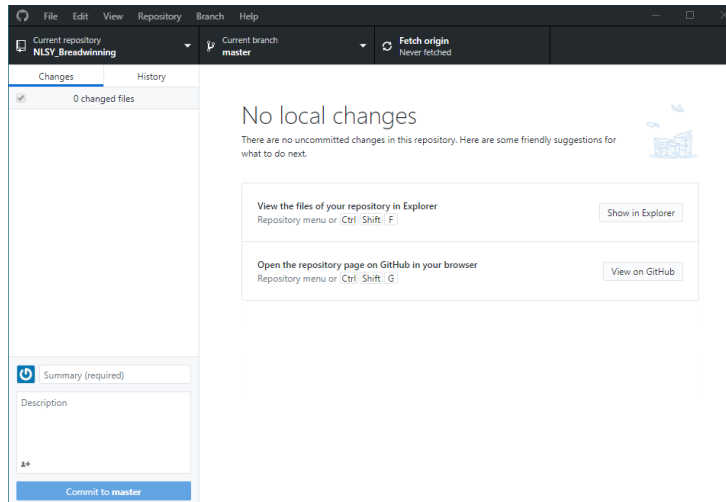 File Edit View Repository Branch Help
Current repository
NLSY_Breadwinning
Current branch
master
Fetch origin
Never fetched
Changes History
0 changed files
No local changes
There are no uncommitted changes in this repository. Here are some friendly suggestions for
what to do next.
View the files of your repository in Explorer
Repository menu or Ctrl Shift F
Show in Explorer
Open the repository page on GitHub in your browser
Repository menu or Ctrl Shift G
View on GitHub
Summary (required)
Description
Commit to master